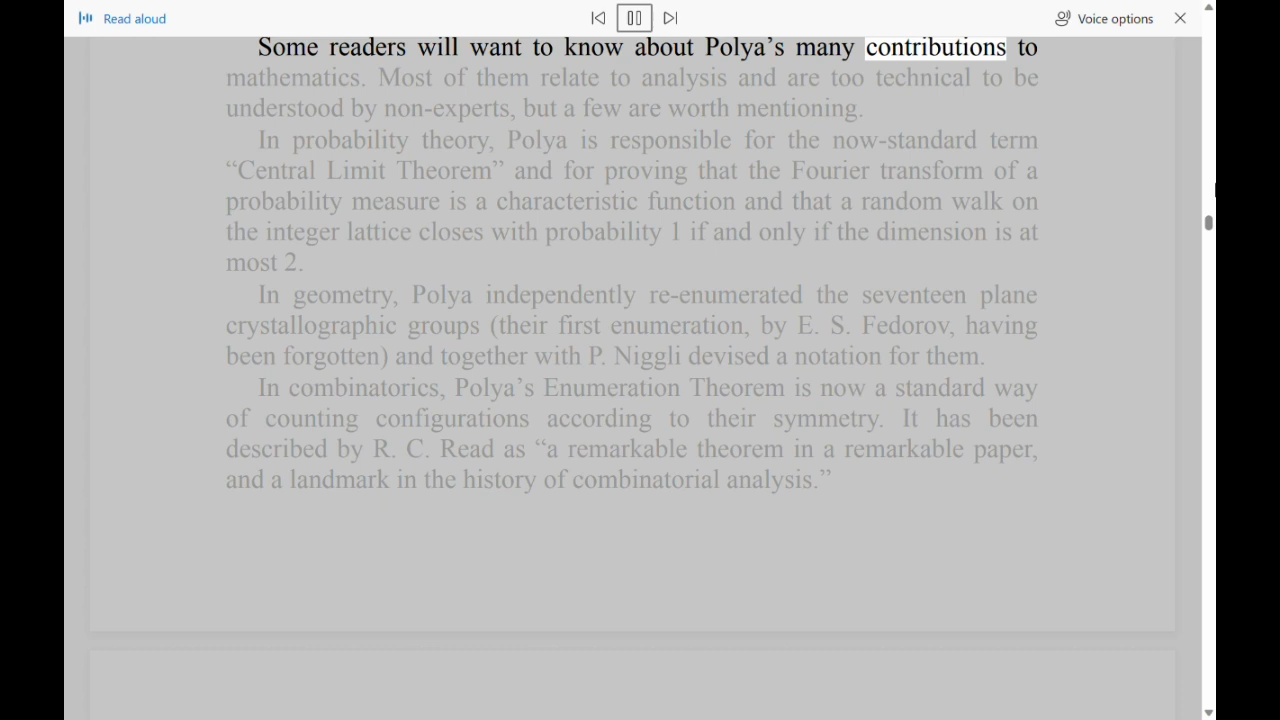 Read aloud
Voice options
Some readers will want to know about Polya’s many contributions to
mathematics. Most of them relate to analysis and are too technical to be
understood by non-experts, but a few are worth mentioning.
In probability theory, Polya is responsible for the now-standard term
“Central Limit Theorem” and for proving that the Fourier transform of a
probability measure is a characteristic function and that a random walk on
the integer lattice closes with probability 1 if and only if the dimension is at
most 2.
In geometry, Polya independently re-enumerated the seventeen plane
crystallographic groups (their first enumeration, by E. S. Fedorov, having
been forgotten) and together with P. Niggli devised a notation for them.
In combinatorics, Polya’s Enumeration Theorem is now a standard way
of counting configurations according to their symmetry. It has been
described by R. C. Read as “a remarkable theorem in a remarkable paper,
and a landmark in the history of combinatorial analysis.”